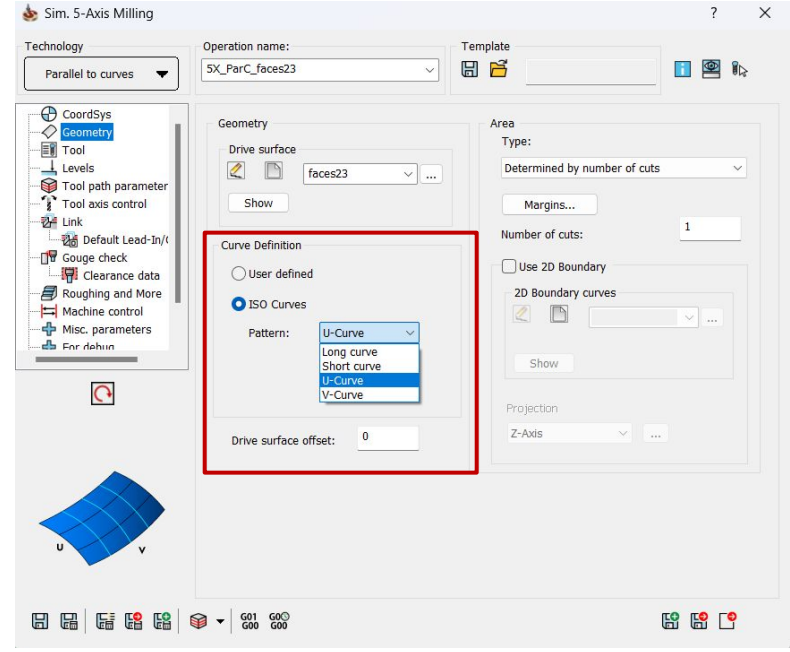 Sim. 5-Axis Milling
?
Technology
Parallel to curves
Operation name:
5X_ParC_faces23
Template
CoordSys
Geometry
Tool
Levels
Tool path parameter
Tool axis control
Link
Default Lead-In/
Gouge check
Clearance data
Roughing and More
Machine control
Misc. parameters
For debug
U
V
Geometry
Drive surface
faces23
...
Show
Curve Definition
User defined
ISO Curves
Pattern:
U-Curve
Long curve
Short curve
U-Curve
V-Curve
Drive surface offset:
0
Area
Type:
Determined by number of cuts
Margins...
Number of cuts:
1
Use 2D Boundary
2D Boundary curves
...
Show
Projection
Z-Axis
...
G01
G00
G00
G00